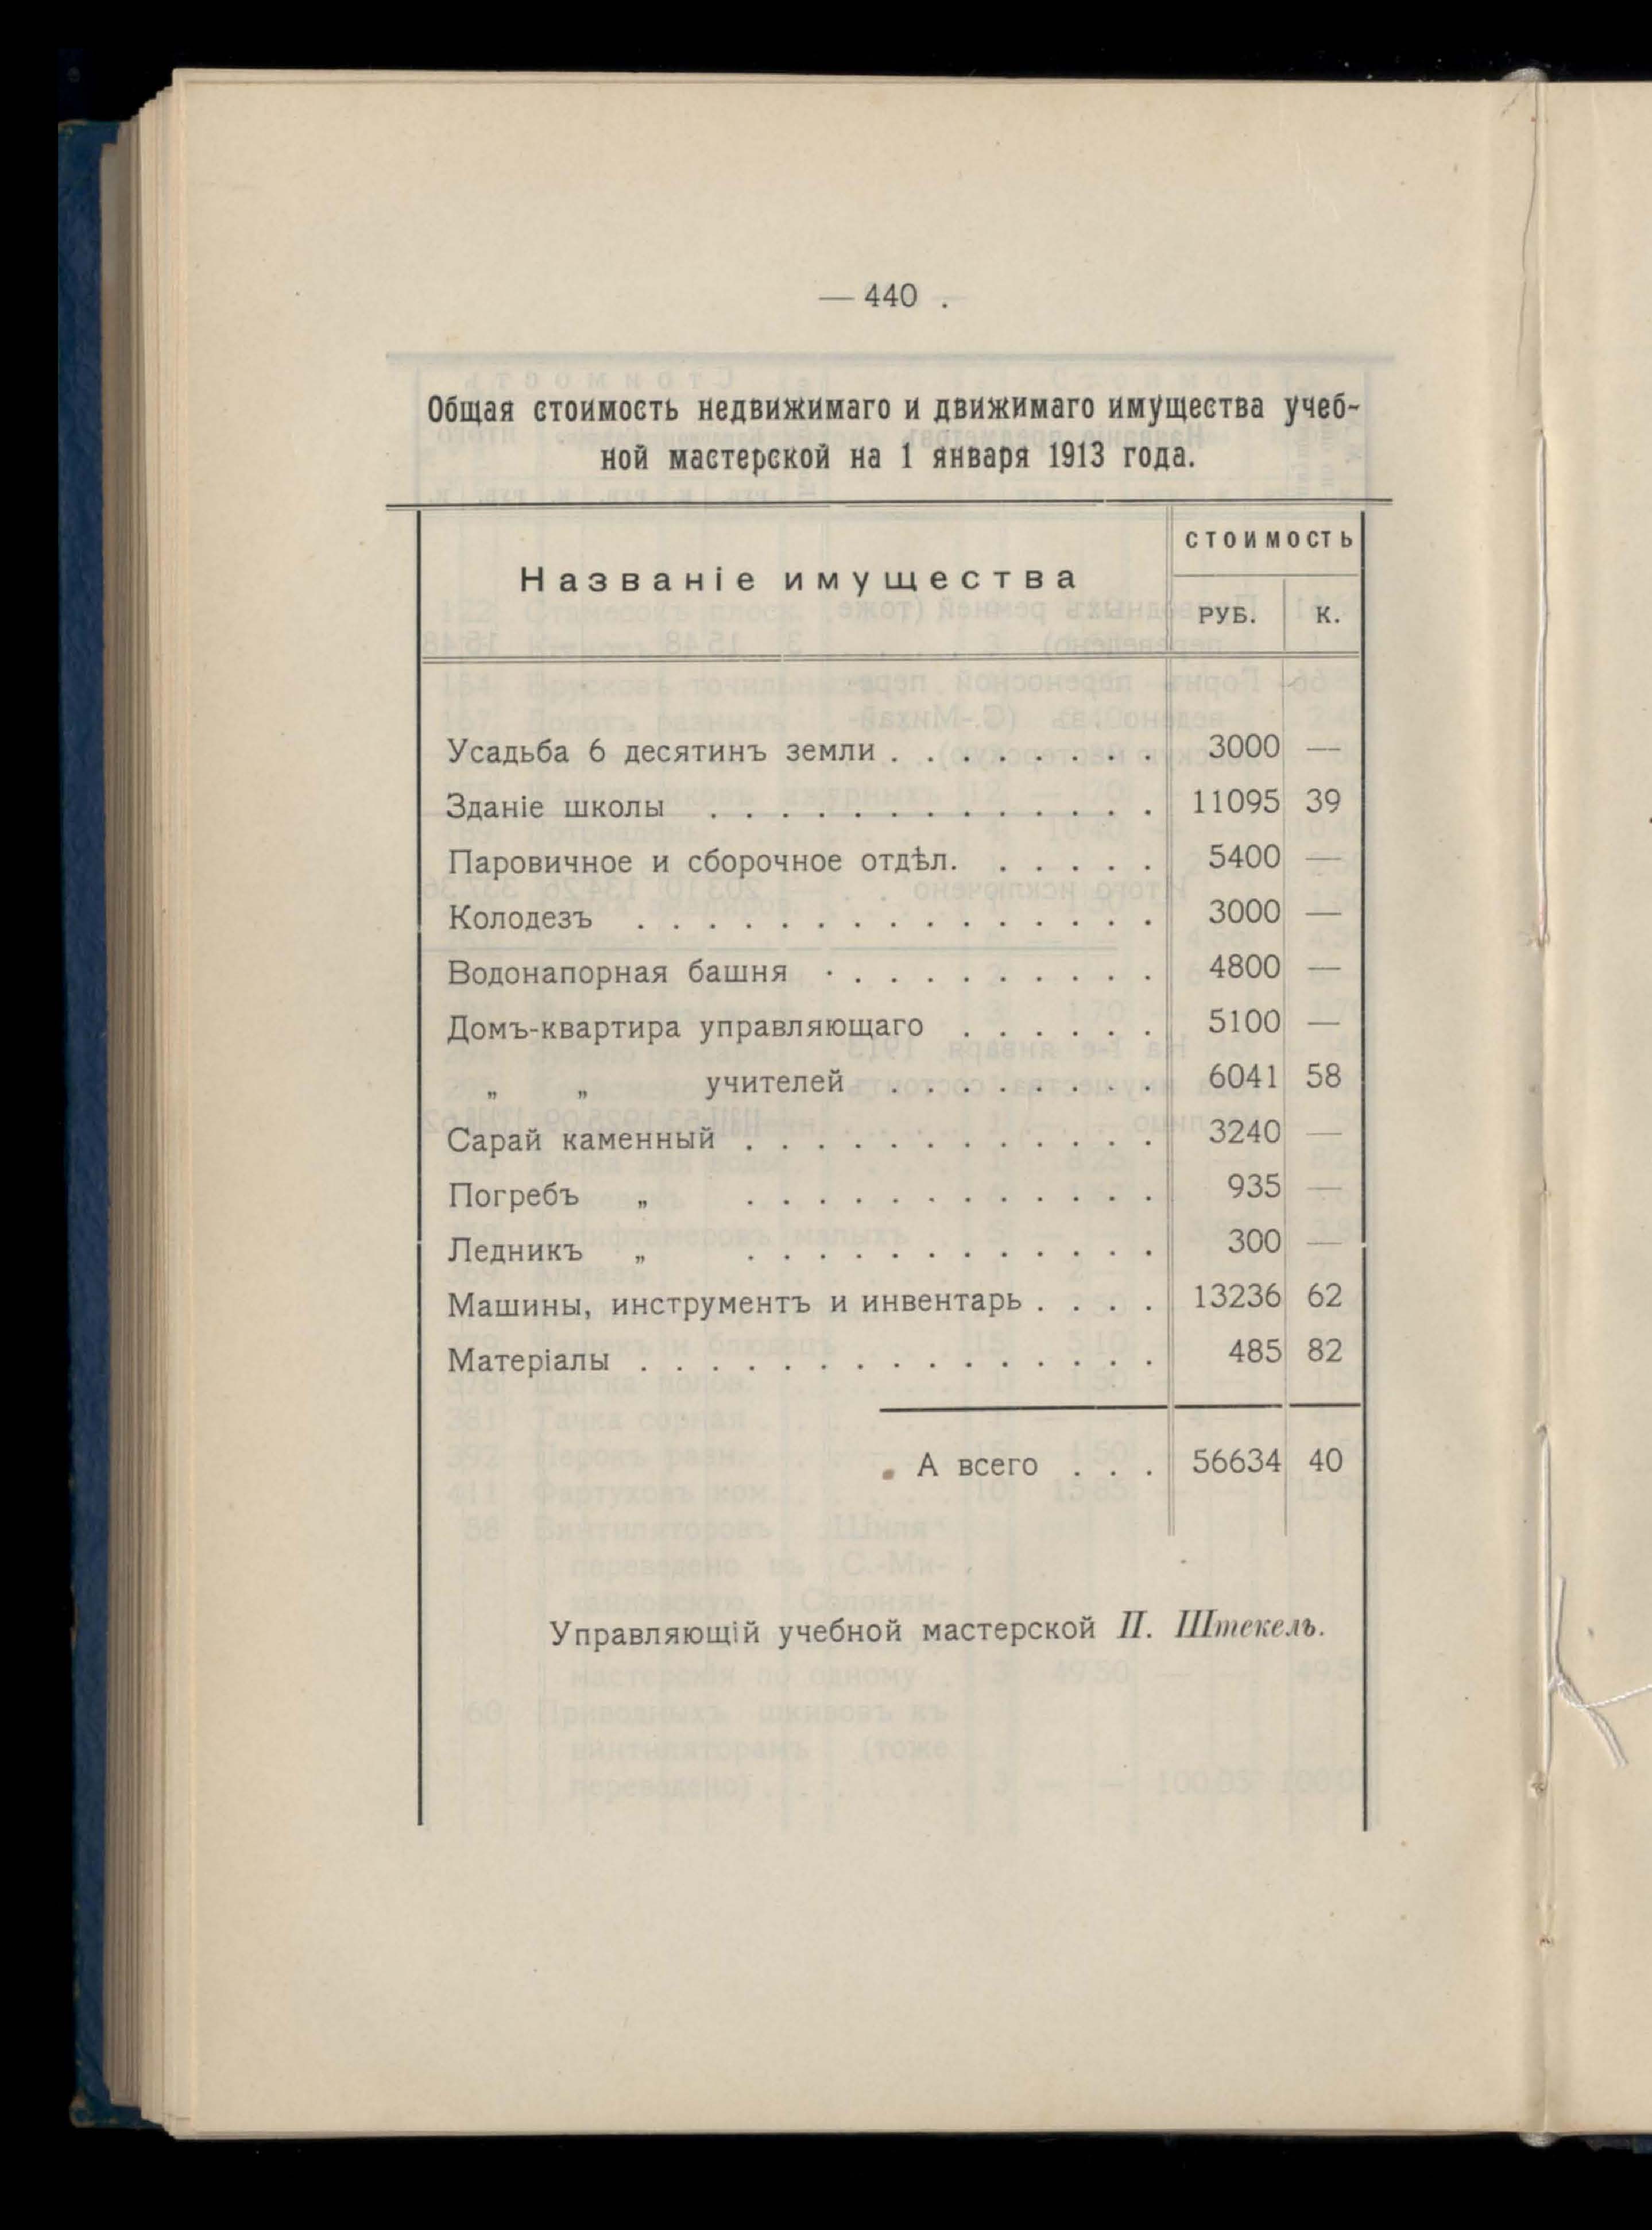 — 440 .
Общая стоимость недвижимаго и движимаго имущества учеб-
ной мастерской на 1 января 1913 года.
Названіе имущества
СТОИМОСТЬ
РУБ. К.
Усадьба 6 десятинъ земли . . . . . . . . 3000 —
Зданіе школы . . . . . . . . . . . . . 11095 39
Паровичное и сборочное отдѣл. . . . . . 5400 —
Колодезъ . . . . . . . . . . . . . . . 3000 —
Водонапорная башня . . . . . . . . . . 4800 —
Домъ-квартира управляющаго . . . . . . 5100 —
„ „ учителей . . . . . . . . 6041 58
Сарай каменный . . . . . . . . . . . . 3240 —
Погребъ „ . . . . . . . . . . . . 935 —
Ледникъ „ . . . . . . . . . . . . 300 —
Машины, инструментъ и инвентарь . . . . 13236 62
Матеріалы . . . . . . . . . . . . . . . 485 82
А всего . . . 56634 40
Управляющій учебной мастерской П. Штекель.